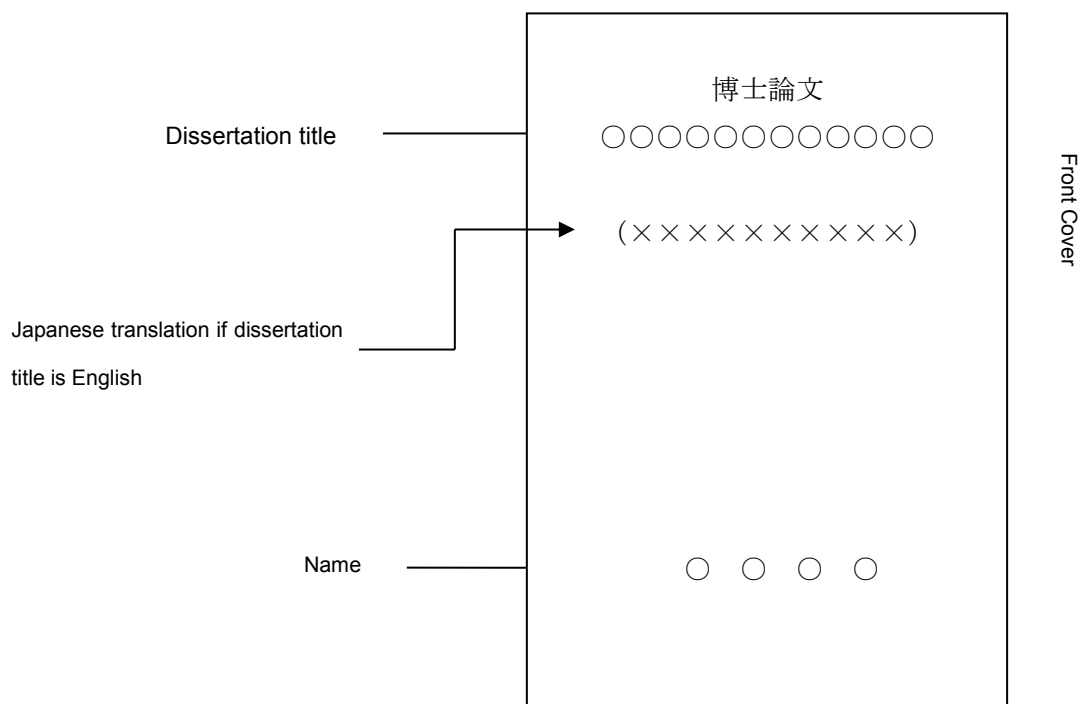 博士論文
Dissertation title
○○○○○○○○○○○○
(××××××××××)
Front Cover
Japanese translation if dissertation
title is English
Name
○ ○ ○ ○